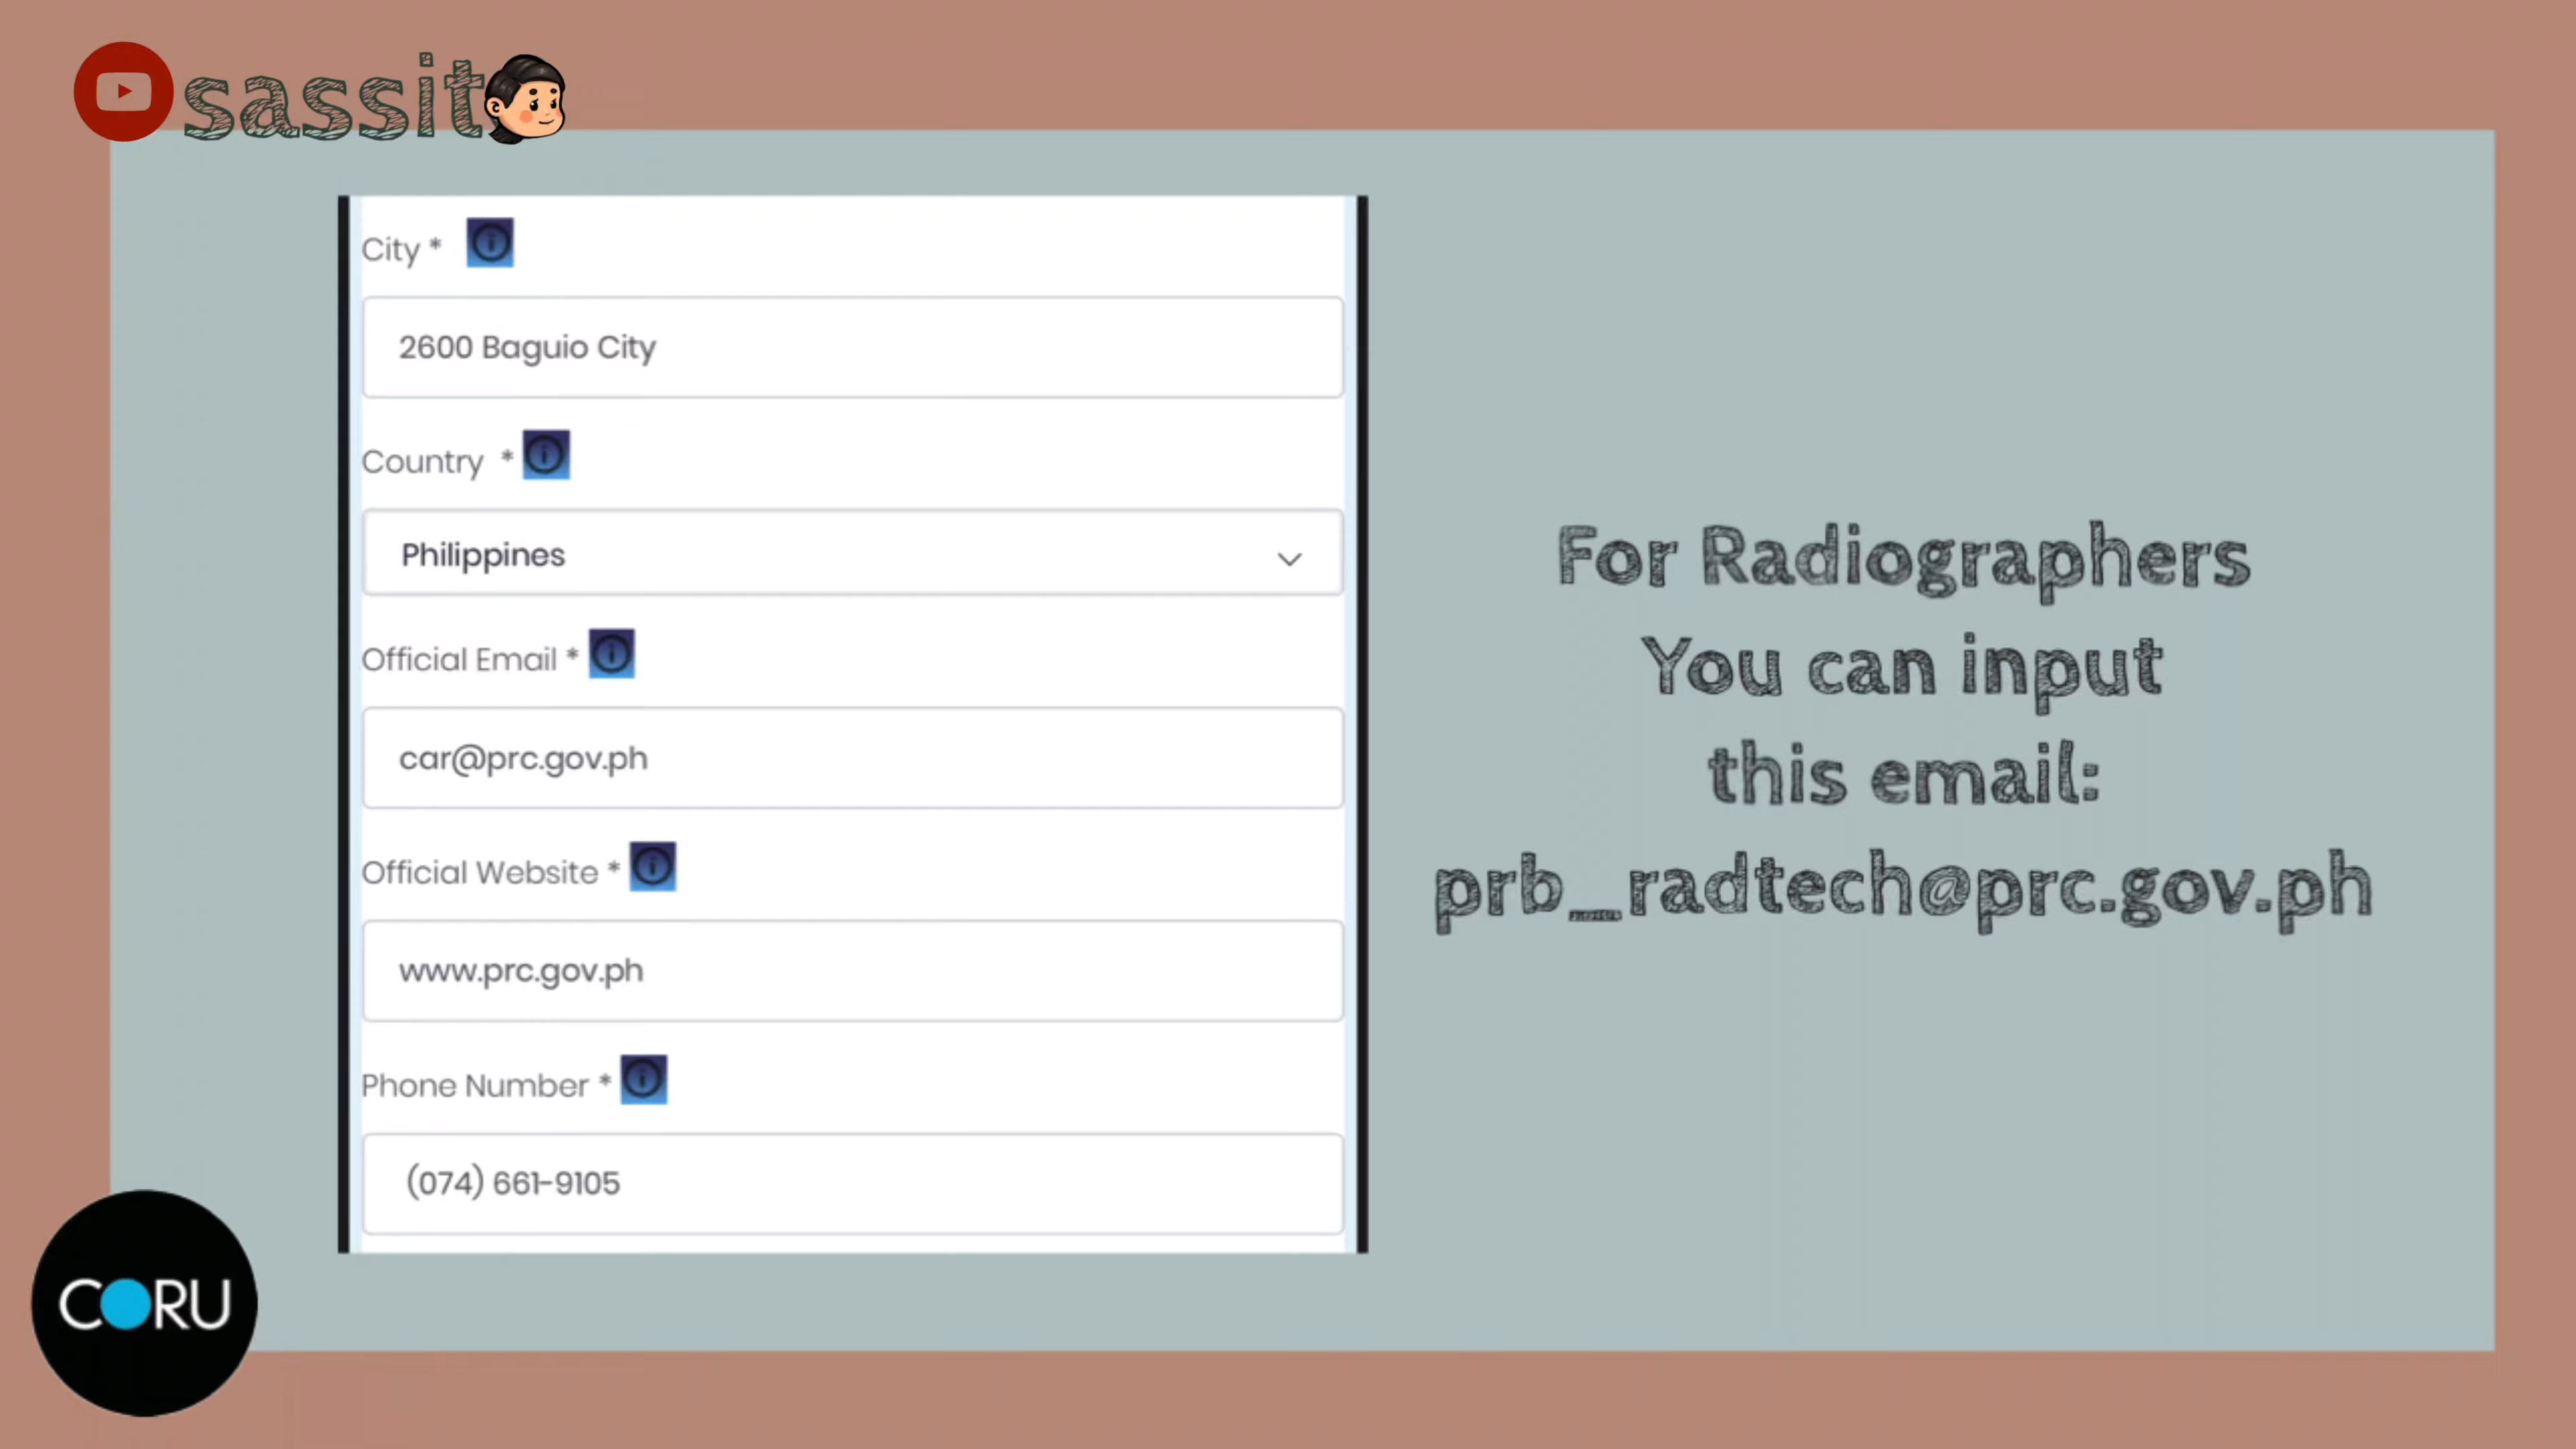 sassit
City *
2600 Baguio City
Country *
Philippines
Official Email *
car@prc.gov.ph
Official Website *
www.prc.gov.ph
Phone Number *
(074) 661-9105
For Radiographers
You can input
this email:
prb_radtech@prc.gov.ph
CORU